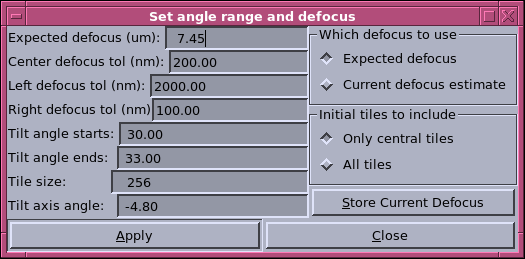 Set angle range and defocus
Expected defocus (um): 7.45
Center defocus tol (nm): 200.00
Left defocus tol (nm): 2000.00
Right defocus tol (nm) 100.00
Tilt angle starts: 30.00
Tilt angle ends: 33.00
Tile size: 256
Tilt axis angle: -4.80
Which defocus to use
Expected defocus
Current defocus estimate
Initial tiles to include
Only central tiles
All tiles
Store Current Defocus
Apply
Close